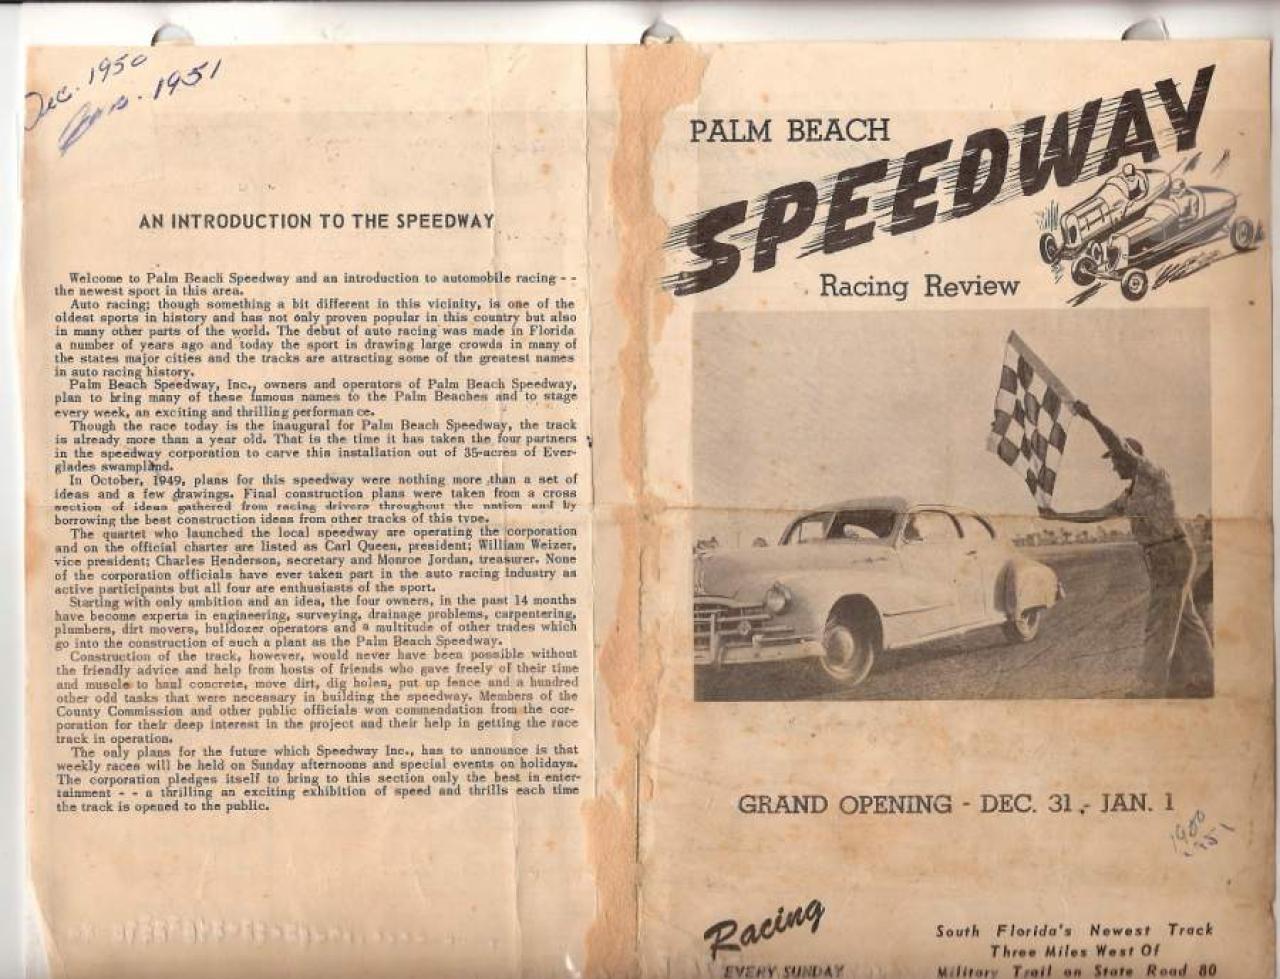 Dec. 1950
Jan. 1951
AN INTRODUCTION TO THE SPEEDWAY
Welcome to Palm Beach Speedway and an introduction to automobile racing - -
the newest sport in this area.
Auto racing; though something a bit different in this vicinity, is one of the
oldest sports in history and has not only proven popular in this country but also
in many other parts of the world. The debut of auto racing was made in Florida
a number of years ago and today the sport is drawing large crowds in many of
the states major cities and the tracks are attracting some of the greatest names
in auto racing history.
Palm Beach Speedway, Inc., owners and operators of Palm Beach Speedway,
plan to bring many of these famous names to the Palm Beaches and to stage
every week, an exciting and thrilling performan ce.
Though the race today is the inaugural for Palm Beach Speedway, the track
is already more than a year old. That is the time it has taken the four partners
in the speedway corporation to carve this installation out of 35-acres of Ever-
glades swampland.
In October, 1949, plans for this speedway were nothing more than a set of
ideas and a few drawings. Final construction plans were taken from a cross
section of ideas gathered from racing drivers throughout the nation and by
borrowing the best construction ideas from other tracks of this type.
The quartet who launched the local speedway are operating the corporation
and on the official charter are listed as Carl Queen, president; William Weizer,
vice president; Charles Henderson, secretary and Monroe Jordan, treasurer. None
of the corporation officials have ever taken part in the auto racing industry as
active participants but all four are enthusiasts of the sport.
Starting with only ambition and an idea, the four owners, in the past 14 months
have become experts in engineering, surveying, drainage problems, carpentering,
plumbers, dirt movers, bulldozer operators and a multitude of other trades which
go into the construction of such a plant as the Palm Beach Speedway.
Construction of the track, however, would never have been possible without
the friendly advice and help from hosts of friends who gave freely of their time
and muscle to haul concrete, move dirt, dig holes, put up fence and a hundred
other odd tasks that were necessary in building the speedway. Members of the
County Commission and other public officials won commendation from the cor-
poration for their deep interest in the project and their help in getting the race
track in operation.
The only plans for the future which Speedway Inc., has to announce is that
weekly races will be held on Sunday afternoons and special events on holidays.
The corporation pledges itself to bring to this section only the best in enter-
tainment - - a thrilling an exciting exhibition of speed and thrills each time
the track is opened to the public.
PALM BEACH
SPEEDWAY
Racing Review
GRAND OPENING - DEC. 31 - JAN. 1
1950
1951
Racing
EVERY SUNDAY
South Florida's Newest Track
Three Miles West Of
Military Trail on State Road 80